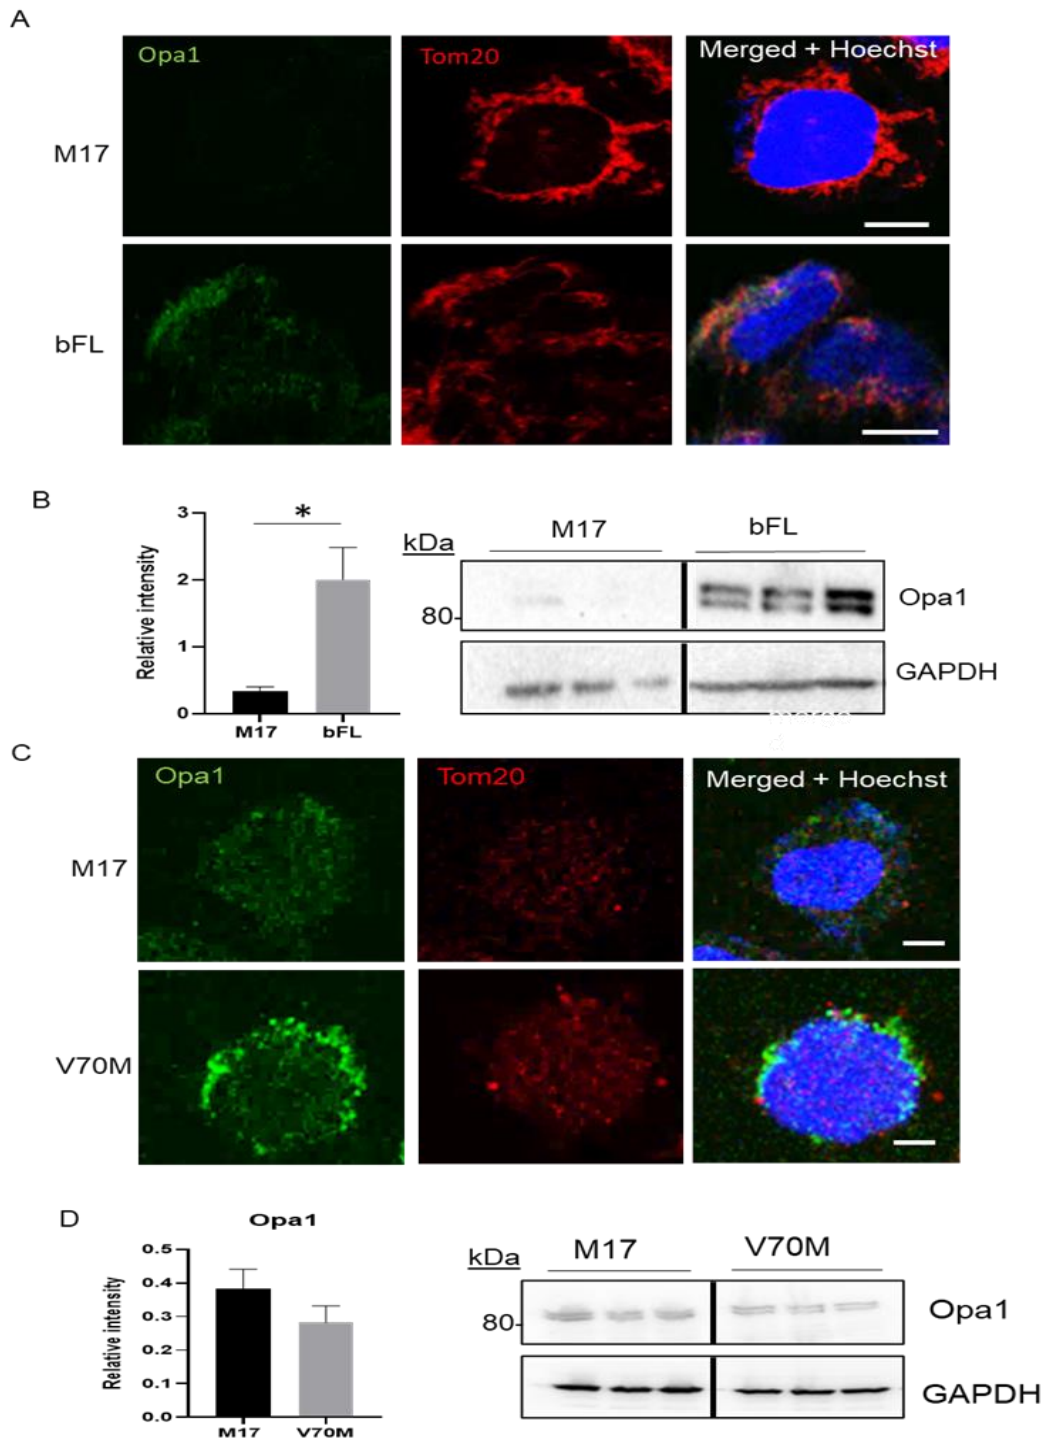 A
Opa1
Tom20
Merged + Hoechst
M17
bFL
B
Relative intensity
3
2
1
0
M17
bFL
*
kDa
M17
bFL
80
Opa1
GAPDH
merge
C
Opa1
Tom20
Merged + Hoechst
M17
V70M
D
Opa1
Relative intensity
0.5
0.4
0.3
0.2
0.1
0.0
M17
V70M
kDa
M17
V70M
80
Opa1
GAPDH